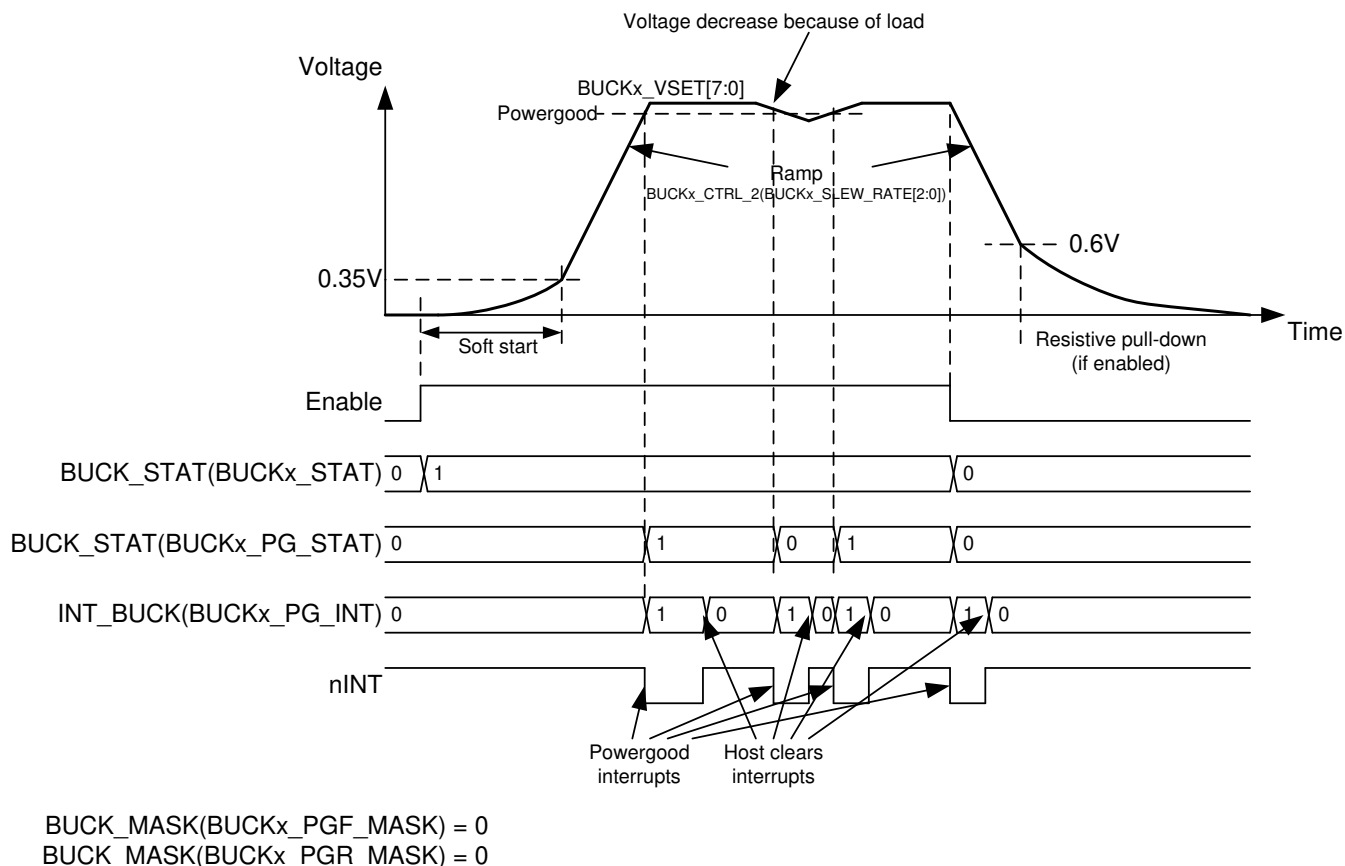 Voltage decrease because of load
Voltage
BUCKx_VSET[7:0]
Powergood
Ramp
BUCKx_CTRL_2(BUCKx_SLEW_RATE[2:0])
0.6V
0.35V
Time
Soft start
Resistive pull-down
(if enabled)
Enable
BUCK_STAT(BUCKx_STAT) 0 1 0
BUCK_STAT(BUCKx_PG_STAT) 0 1 0 1 0
INT_BUCK(BUCKx_PG_INT) 0 1 0 1 0 1 0 1 0
nINT
Powergood
interrupts
Host clears
interrupts
BUCK_MASK(BUCKx_PGF_MASK) = 0
BUCK_MASK(BUCKx_PGR_MASK) = 0